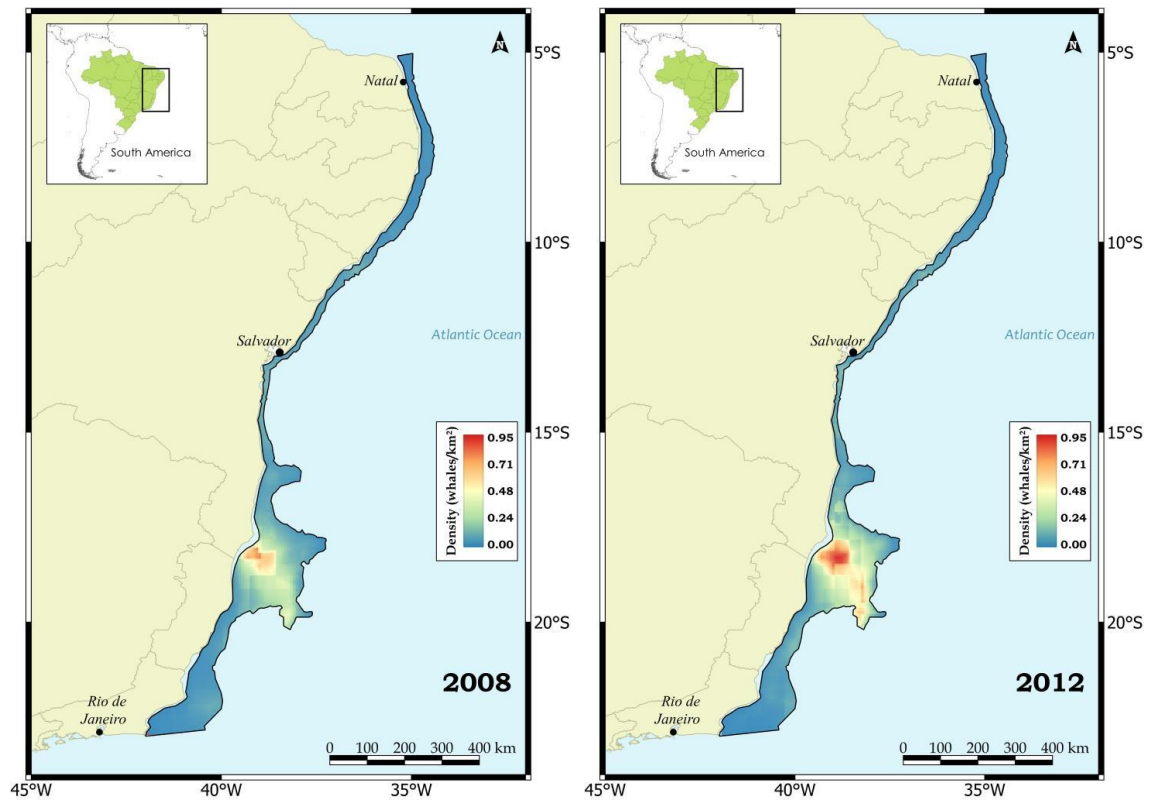 N
5°S
Natal
South America
10°S
Salvador
Atlantic Ocean
15°S
Density (whales/km²)
0.95
0.71
0.48
0.24
0.00
20°S
2008
Rio de
Janeiro
0 100 200 300 400 km
45°W 40°W 35°W
N
5°S
Natal
South America
10°S
Salvador
Atlantic Ocean
15°S
Density (whales/km²)
0.95
0.71
0.48
0.24
0.00
20°S
2012
Rio de
Janeiro
0 100 200 300 400 km
45°W 40°W 35°W